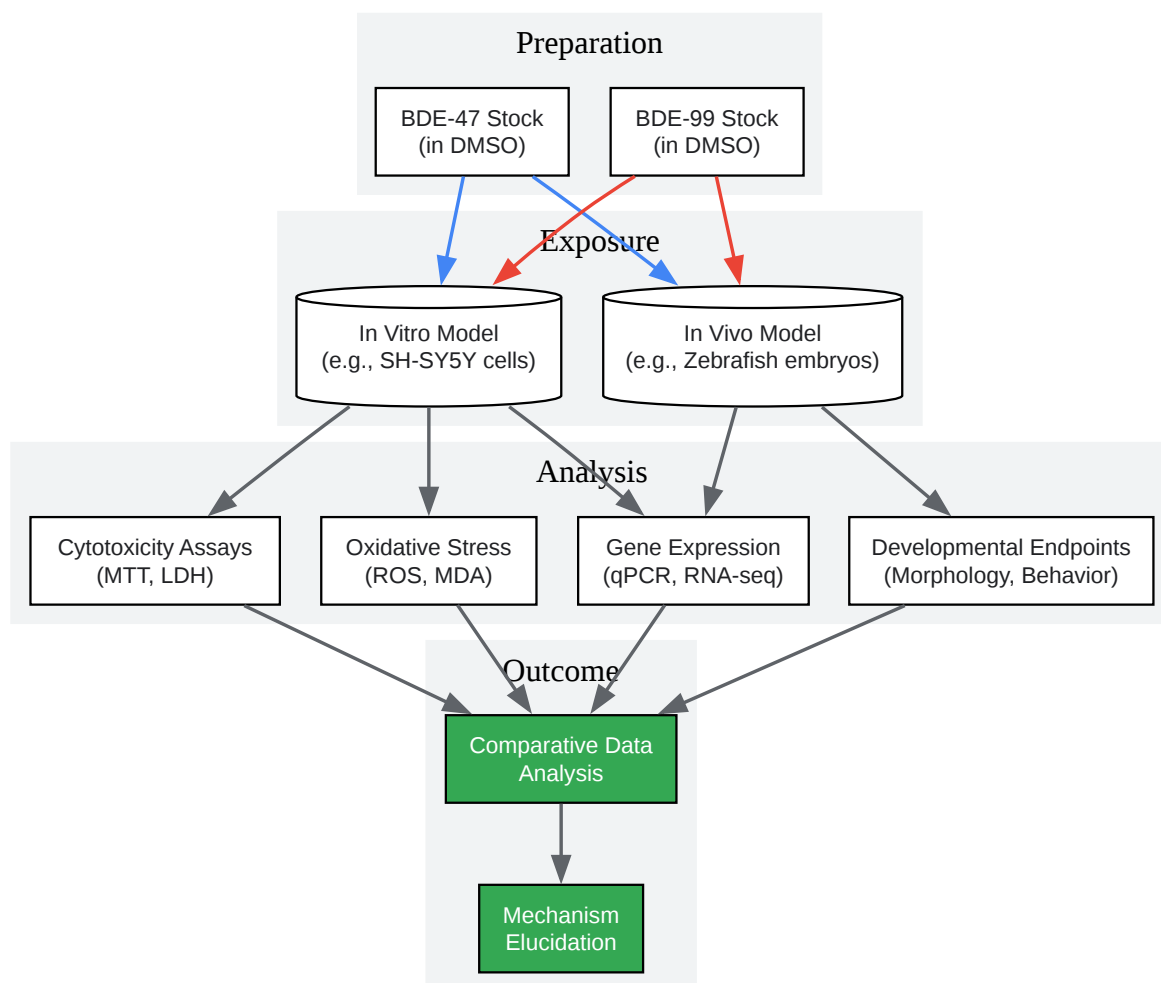 Preparation
BDE-47 Stock
(in DMSO)
BDE-99 Stock
(in DMSO)
Exposure
In Vitro Model
(e.g., SH-SY5Y cells)
In Vivo Model
(e.g., Zebrafish embryos)
Analysis
Cytotoxicity Assays
(MTT, LDH)
Oxidative Stress
(ROS, MDA)
Gene Expression
(qPCR, RNA-seq)
Developmental Endpoints
(Morphology, Behavior)
Outcome
Comparative Data
Analysis
Mechanism
Elucidation